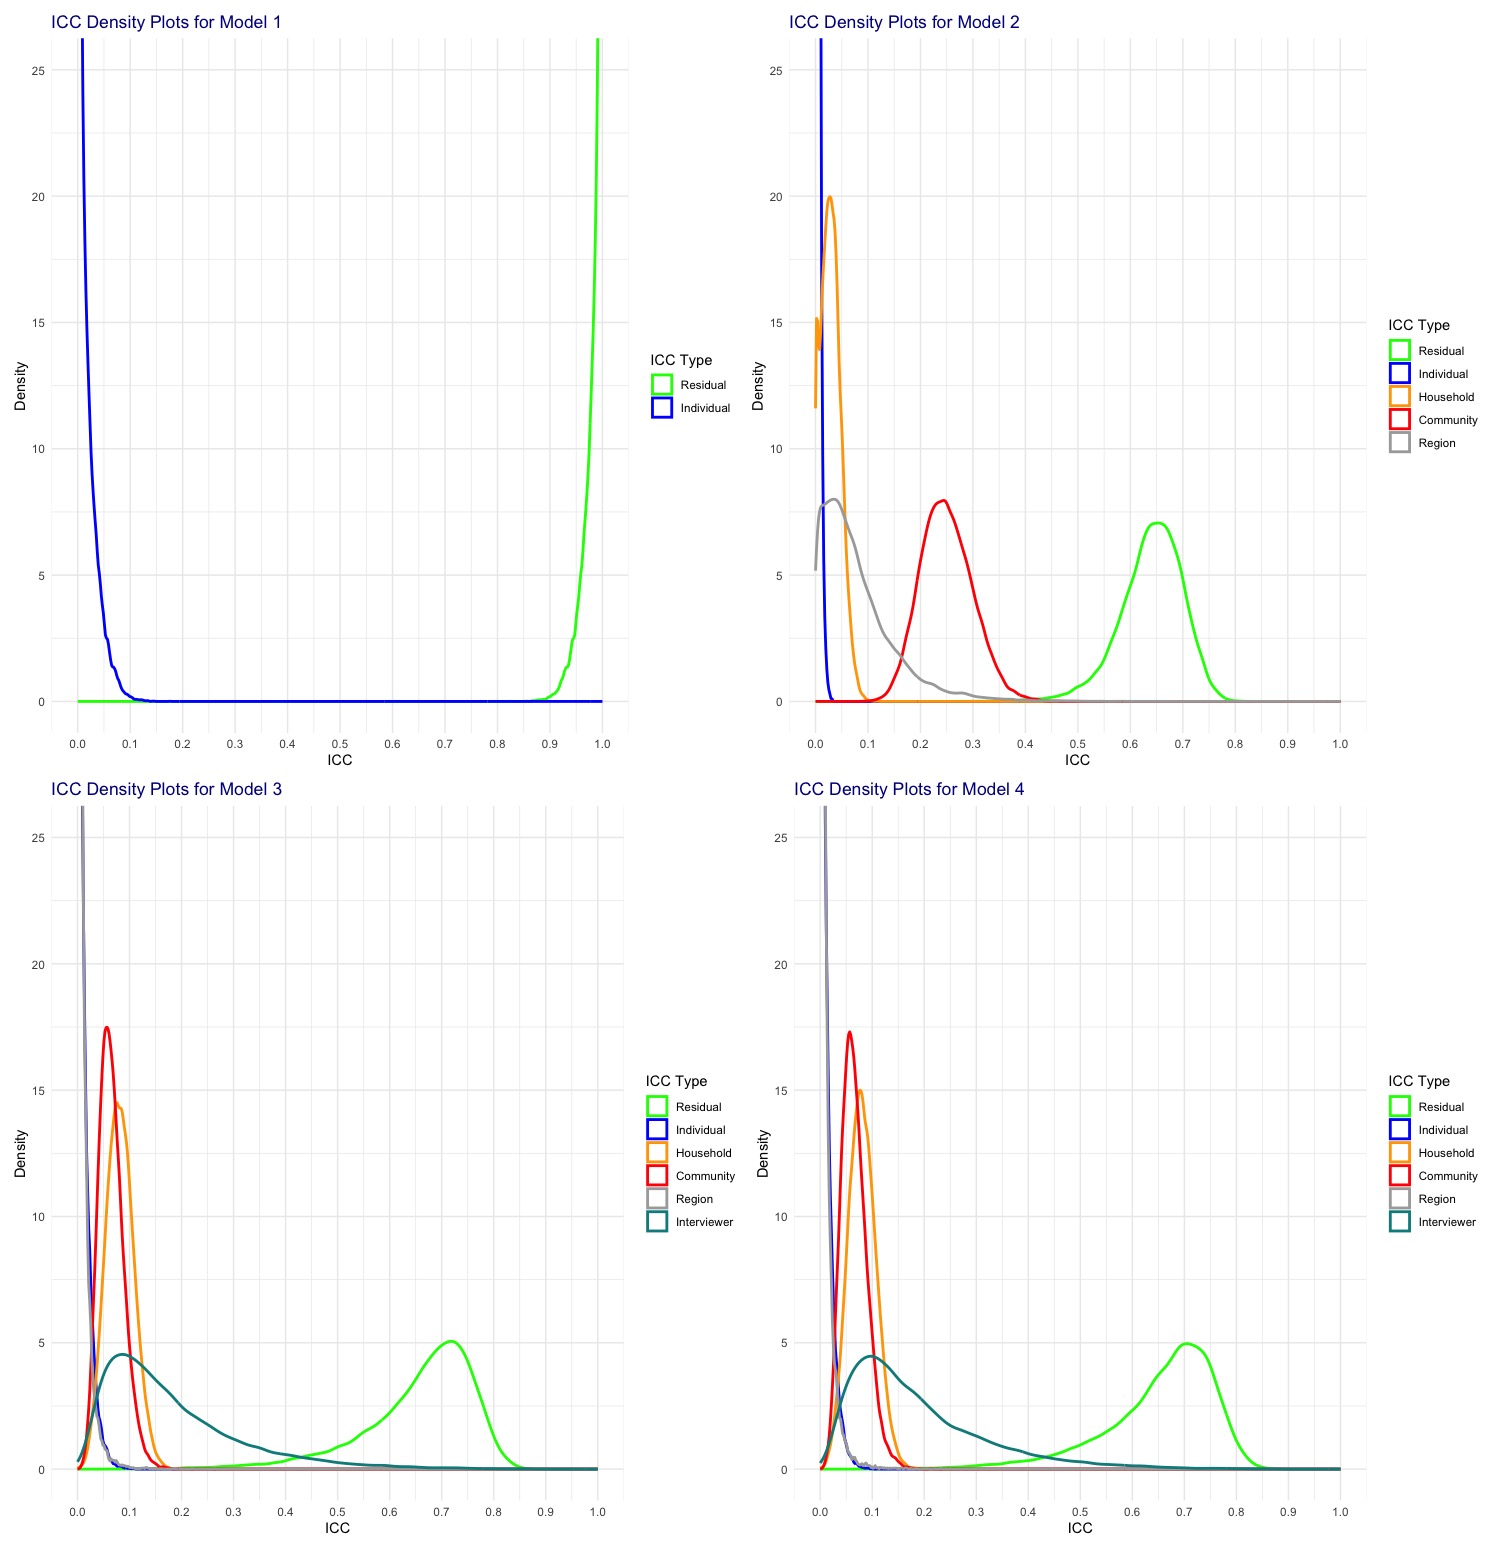 ICC Density Plots for Model 1
25
20
15
10
5
0
Density
0.0 0.1 0.2 0.3 0.4 0.5 0.6 0.7 0.8 0.9 1.0
ICC
ICC Type
Residual
Individual
ICC Density Plots for Model 2
25
20
15
10
5
0
Density
0.0 0.1 0.2 0.3 0.4 0.5 0.6 0.7 0.8 0.9 1.0
ICC
ICC Type
Residual
Individual
Household
Community
Region
ICC Density Plots for Model 3
25
20
15
10
5
0
Density
0.0 0.1 0.2 0.3 0.4 0.5 0.6 0.7 0.8 0.9 1.0
ICC
ICC Type
Residual
Individual
Household
Community
Region
Interviewer
ICC Density Plots for Model 4
25
20
15
10
5
0
Density
0.0 0.1 0.2 0.3 0.4 0.5 0.6 0.7 0.8 0.9 1.0
ICC
ICC Type
Residual
Individual
Household
Community
Region
Interviewer